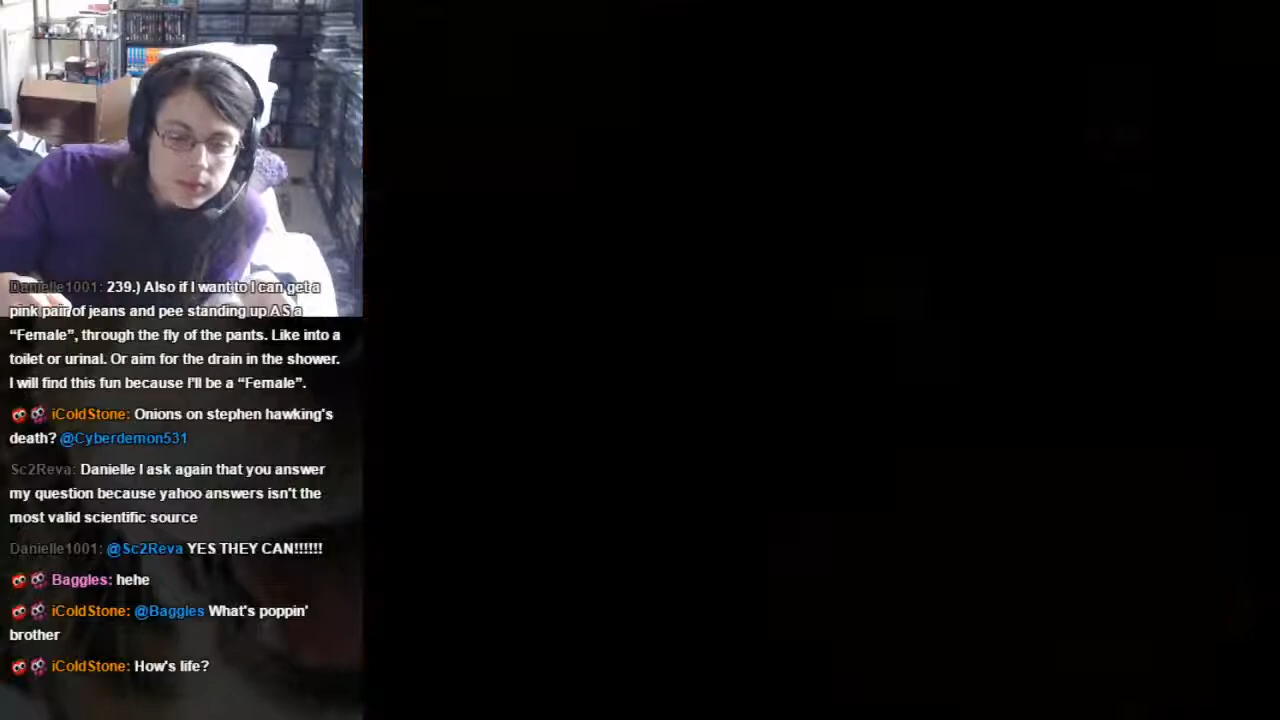 Danielle1001: 239.) Also if I want to I can get a
pink pair of jeans and pee standing up AS a
“Female”, through the fly of the pants. Like into a
toilet or urinal. Or aim for the drain in the shower.
I will find this fun because I'll be a “Female”.
iColdStone: Onions on stephen hawking's
death? @Cyberdemon531
Sc2Reva: Danielle I ask again that you answer
my question because yahoo answers isn't the
most valid scientific source
Danielle1001: @Sc2Reva YES THEY CAN!!!!!!
Baggles: hehe
iColdStone: @Baggles What's poppin'
brother
iColdStone: How's life?